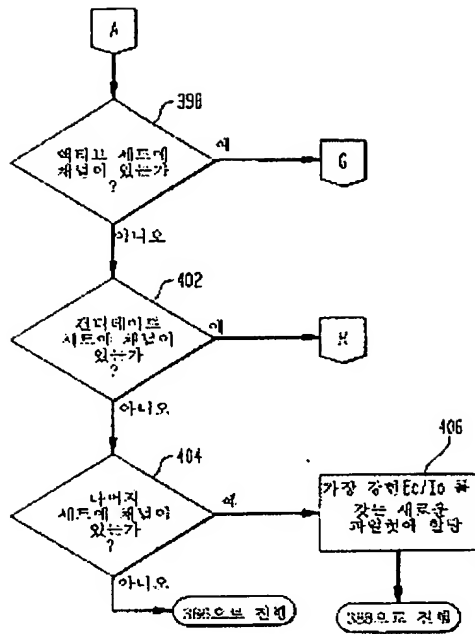 A
398
액티브 세트에
채널이 있는가
?
예
G
아니오
402
캔디데이트
세트에 채널이
있는가
?
예
H
아니오
404
나머지
세트에 채널이
있는가
?
예
406
가장 강한 Ec/Io 를
갖는 새로운
파일럿에 할당
아니오
386으로 진행
388으로 진행